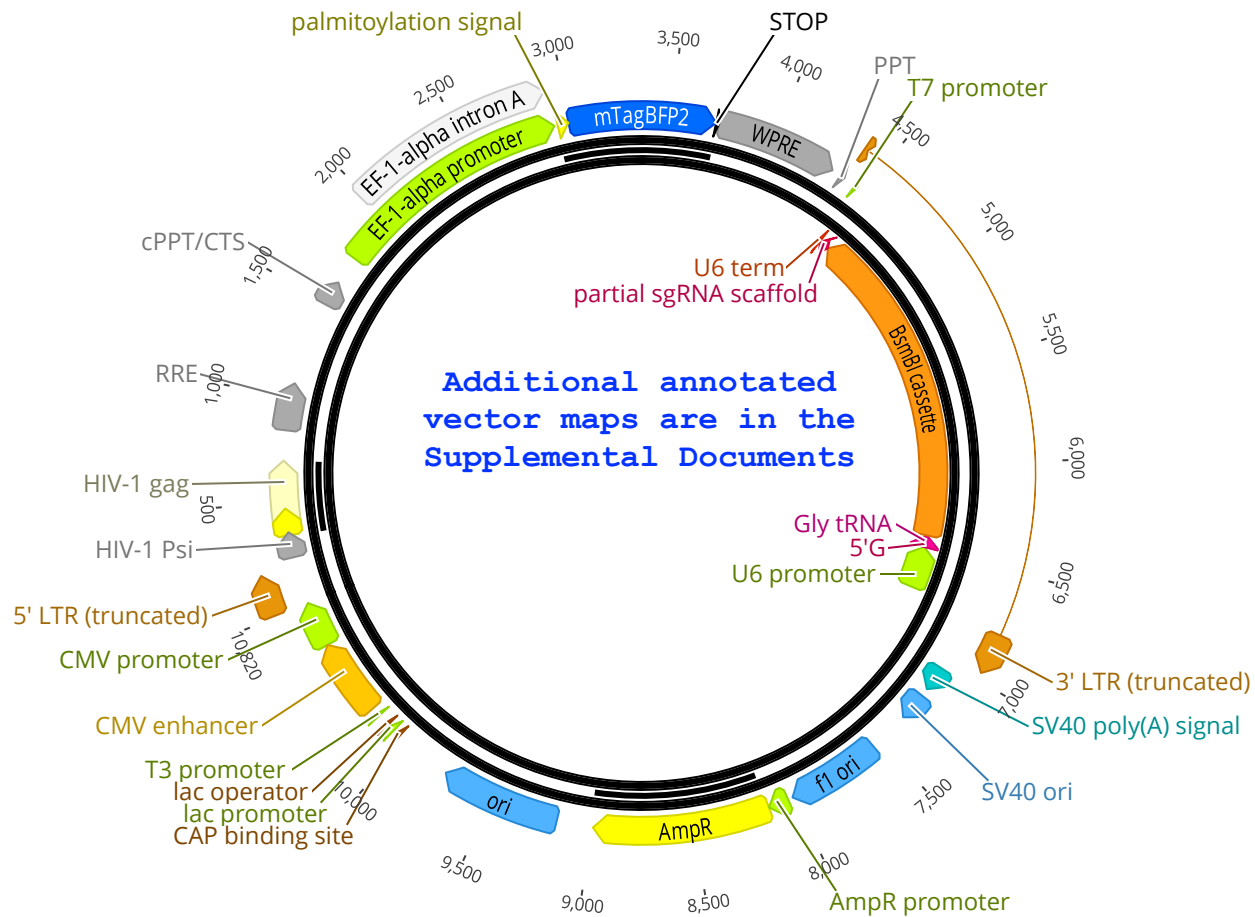 palmitoylation signal
STOP
3,000
3,500
4,000
PPT
T7 promoter
2,500
4,500
EF-1-alpha intron A
mTagBFP2
WPRE
EF-1-alpha promoter
2,000
5,000
cPPT/CTS
1,500
U6 term
partial sgRNA scaffold
5,500
BsmBI cassette
RRE
1,000
Additional annotated
vector maps are in the
Supplemental Documents
6,000
HIV-1 gag
500
Gly tRNA
5'G
HIV-1 Psi
U6 promoter
6,500
5' LTR (truncated)
10,820
CMV promoter
3' LTR (truncated)
7,000
CMV enhancer
SV40 poly(A) signal
T3 promoter
lac operator
lac promoter
CAP binding site
10,000
ori
AmpR
f1 ori
7,500
SV40 ori
9,500
9,000
8,500
8,000
AmpR promoter